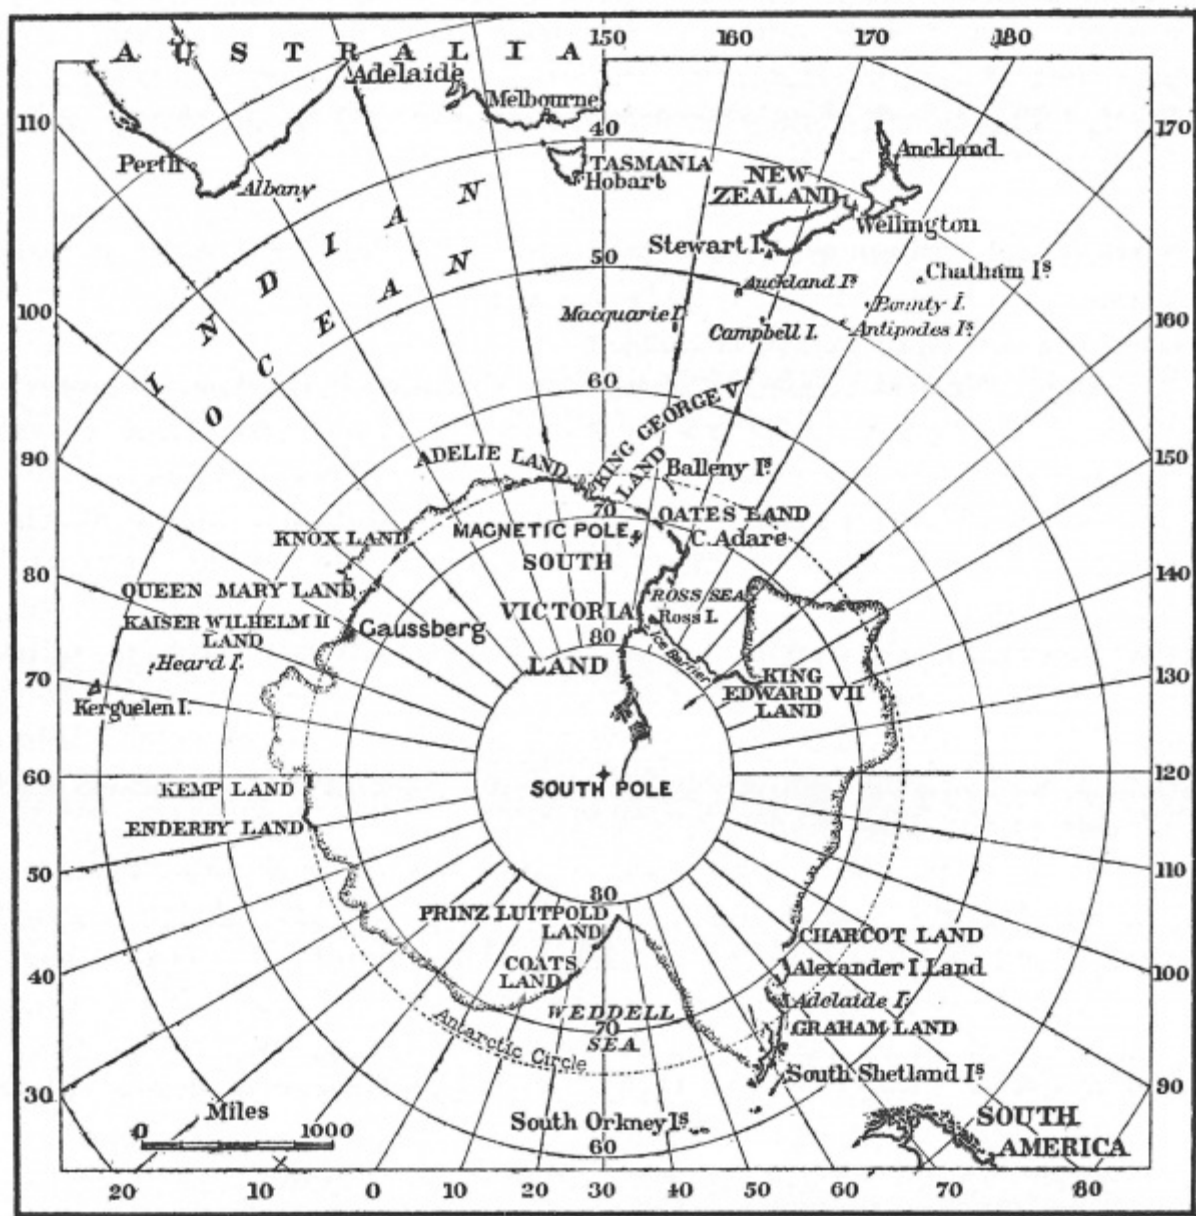 AUSTRALIA
150 160 170 180
Adelaide
Melbourne
110
40
170
Auckland
Perth
TASMANIA
Hobart
NEW
ZEALAND
Albany
Wellington
Stewart I.
INDIAN
OCEAN
50
Chatham Is
Auckland Is
Bounty I.
100
Macquarie I.
Campbell I.
Antipodes Is
160
60
KING GEORGE V
LAND
90
ADELIE LAND
Balleny Is
150
70
OATES LAND
KNOX LAND
MAGNETIC POLE
C. Adare
SOUTH
80
140
QUEEN MARY LAND
ROSS SEA
VICTORIA
Ross I.
KAISER WILHELM II
LAND
Gaussberg
80
Ice Barrier
Heard I.
LAND
70
KING
EDWARD VII
LAND
130
Kerguelen I.
60
120
KEMP LAND
SOUTH POLE
ENDERBY LAND
50
110
80
PRINZ LUITPOLD
LAND
CHARCOT LAND
COATS
LAND
Alexander I Land
40
100
Adelaide I.
WEDDELL
SEA
70
GRAHAM LAND
Antarctic Circle
South Shetland Is
30
90
Miles
0 1000
South Orkney Is
60
SOUTH
AMERICA
20 10 0 10 20 30 40 50 60 70 80